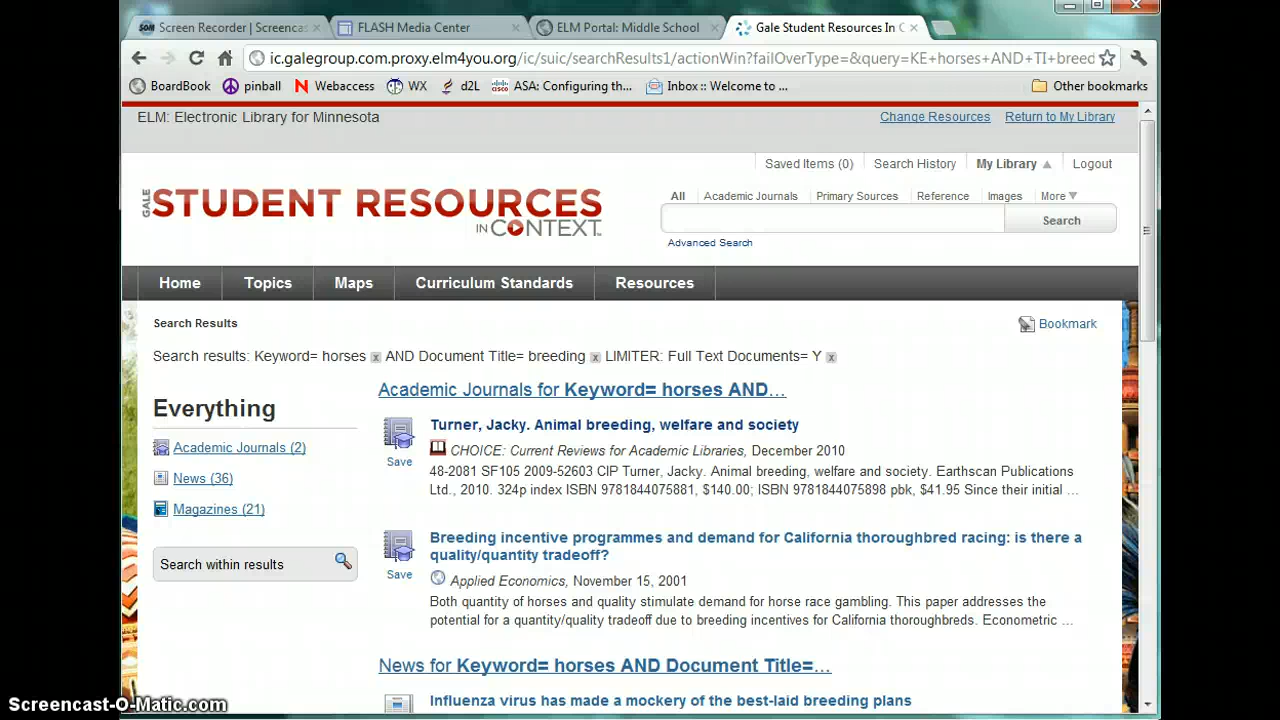 Screen Recorder | Screencas
FLASH Media Center
ELM Portal: Middle School
Gale Student Resources In C
ic.galegroup.com.proxy.elm4you.org/ic/suic/searchResults1/actionWin?failOverType=&query=KE+horses+AND+TI+breed
BoardBook
pinball
Webaccess
WX
d2L
ASA: Configuring th...
Inbox :: Welcome to ...
Other bookmarks
ELM: Electronic Library for Minnesota
Change Resources
Return to My Library
Saved Items (0)
Search History
My Library
Logout
GALE
STUDENT RESOURCES
IN CONTEXT
All
Academic Journals
Primary Sources
Reference
Images
More
Search
Advanced Search
Home
Topics
Maps
Curriculum Standards
Resources
Search Results
Bookmark
Search results: Keyword= horses x AND Document Title= breeding x LIMITER: Full Text Documents= Y x
Everything
Academic Journals (2)
News (36)
Magazines (21)
Search within results
Academic Journals for Keyword= horses AND...
Turner, Jacky. Animal breeding, welfare and society
CHOICE: Current Reviews for Academic Libraries, December 2010
Save
48-2081 SF105 2009-52603 CIP Turner, Jacky. Animal breeding, welfare and society. Earthscan Publications
Ltd., 2010. 324p index ISBN 9781844075881, $140.00; ISBN 9781844075898 pbk, $41.95 Since their initial ...
Breeding incentive programmes and demand for California thoroughbred racing: is there a
quality/quantity tradeoff?
Save
Applied Economics, November 15, 2001
Both quantity of horses and quality stimulate demand for horse race gambling. This paper addresses the
potential for a quantity/quality tradeoff due to breeding incentives for California thoroughbreds. Econometric ...
News for Keyword= horses AND Document Title=...
Influenza virus has made a mockery of the best-laid breeding plans
Screencast-O-Matic.com